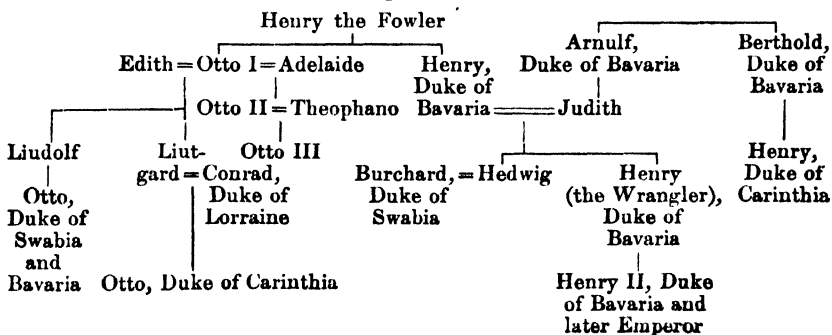 Henry the Fowler
Edith = Otto I = Adelaide
Henry,
Duke of
Bavaria
Arnulf,
Duke of Bavaria
Berthold,
Duke of
Bavaria
Otto II = Theophano
Judith
Liudolf
Liut-
gard = Conrad,
Duke of
Lorraine
Otto III
Burchard, = Hedwig
Duke of
Swabia
Henry
(the Wrangler),
Duke of
Bavaria
Henry,
Duke of
Carinthia
Otto,
Duke of
Swabia
and
Bavaria
Otto, Duke of Carinthia
Henry II, Duke
of Bavaria and
later Emperor